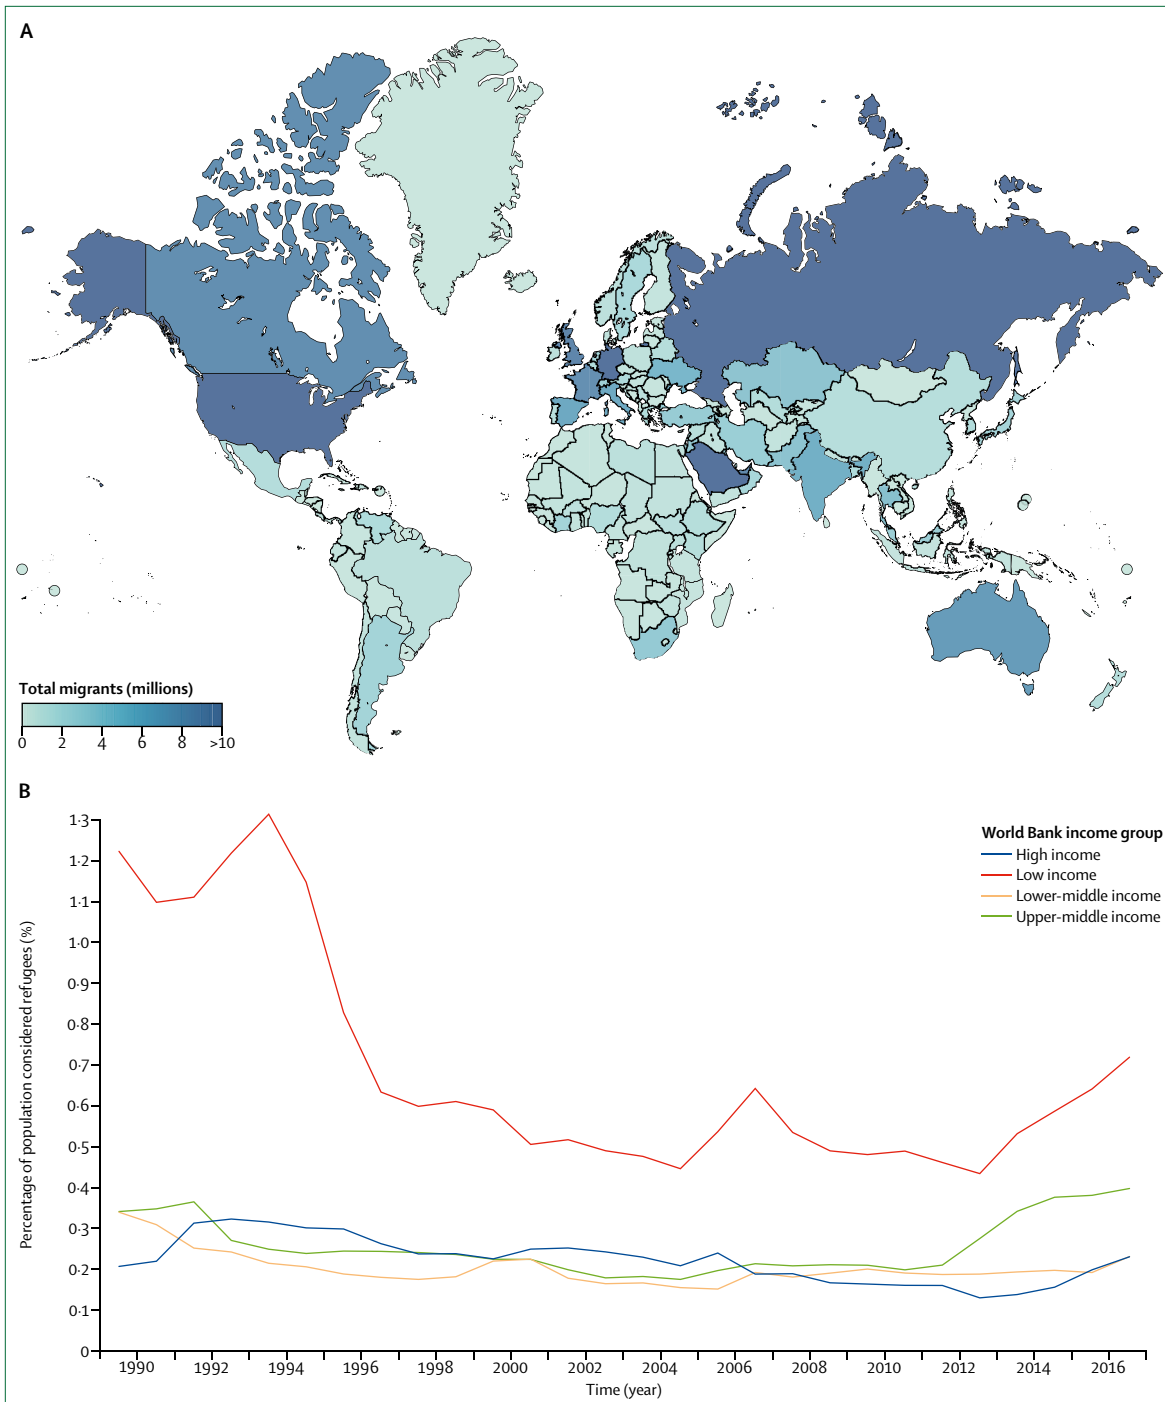 A
Total migrants (millions)
0 2 4 6 8 >10
B
Percentage of population considered refugees (%)
1·3
1·2
1·1
1·0
0·9
0·8
0·7
0·6
0·5
0·4
0·3
0·2
0·1
0
World Bank income group
High income
Low income
Lower-middle income
Upper-middle income
1990 1992 1994 1996 1998 2000 2002 2004 2006 2008 2010 2012 2014 2016
Time (year)